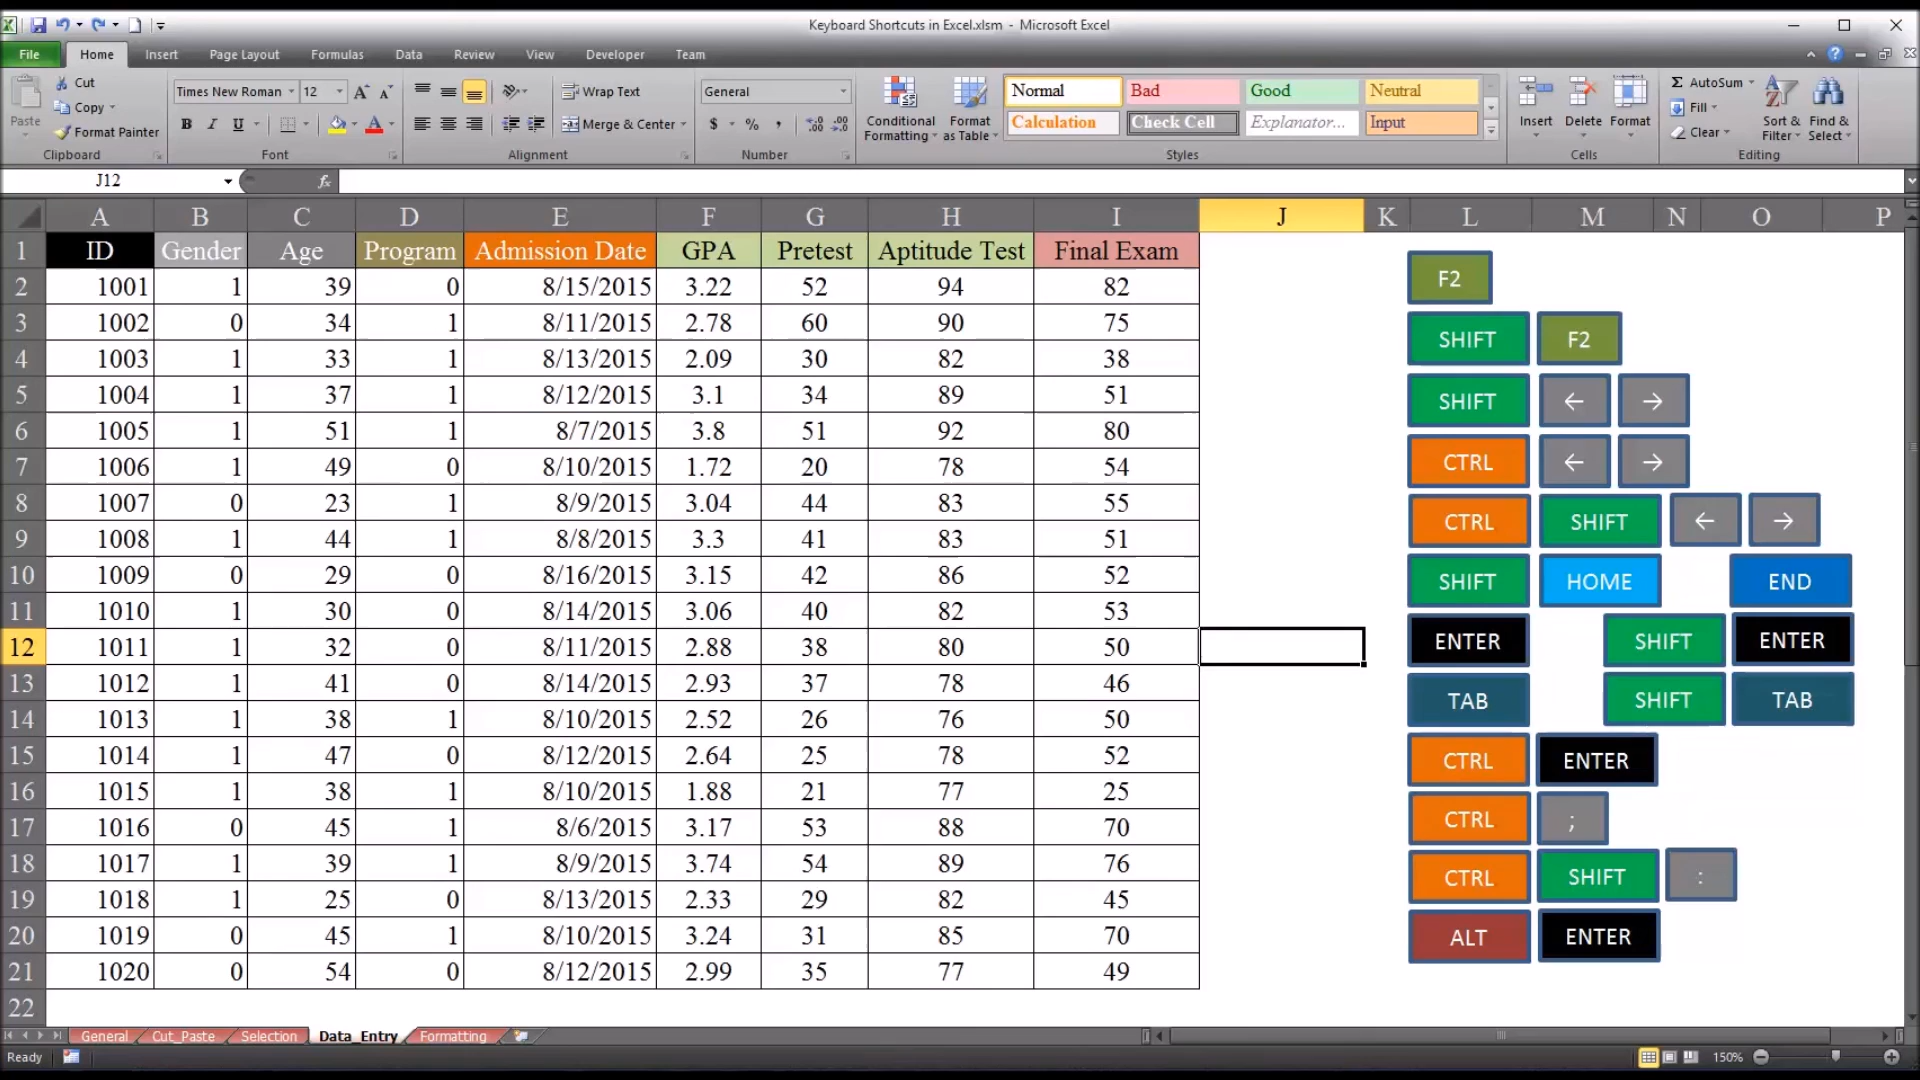 Keyboard Shortcuts in Excel.xlsm - Microsoft Excel
File Home Insert Page Layout Formulas Data Review View Developer Team
Cut
Copy
Format Painter
Paste
Clipboard
Times New Roman 12
B I U
Font
Wrap Text
Merge & Center
Alignment
General
$ % ,
Number
Conditional Formatting
Format as Table
Normal Bad Good Neutral
Calculation Check Cell Explanator... Input
Styles
Insert Delete Format
Cells
Σ AutoSum
Fill
Clear
Sort & Filter
Find & Select
Editing
J12 fx
A B C D E F G H I J K L M N O P
1 ID Gender Age Program Admission Date GPA Pretest Aptitude Test Final Exam
2 1001 1 39 0 8/15/2015 3.22 52 94 82
3 1002 0 34 1 8/11/2015 2.78 60 90 75
4 1003 1 33 1 8/13/2015 2.09 30 82 38
5 1004 1 37 1 8/12/2015 3.1 34 89 51
6 1005 1 51 1 8/7/2015 3.8 51 92 80
7 1006 1 49 0 8/10/2015 1.72 20 78 54
8 1007 0 23 1 8/9/2015 3.04 44 83 55
9 1008 1 44 1 8/8/2015 3.3 41 83 51
10 1009 0 29 0 8/16/2015 3.15 42 86 52
11 1010 1 30 0 8/14/2015 3.06 40 82 53
12 1011 1 32 0 8/11/2015 2.88 38 80 50
13 1012 1 41 0 8/14/2015 2.93 37 78 46
14 1013 1 38 1 8/10/2015 2.52 26 76 50
15 1014 1 47 0 8/12/2015 2.64 25 78 52
16 1015 1 38 1 8/10/2015 1.88 21 77 25
17 1016 0 45 1 8/6/2015 3.17 53 88 70
18 1017 1 39 1 8/9/2015 3.74 54 89 76
19 1018 1 25 0 8/13/2015 2.33 29 82 45
20 1019 0 45 1 8/10/2015 3.24 31 85 70
21 1020 0 54 0 8/12/2015 2.99 35 77 49
22
F2
SHIFT F2
SHIFT ← →
CTRL ← →
CTRL SHIFT ← →
SHIFT HOME END
ENTER SHIFT ENTER
TAB SHIFT TAB
CTRL ENTER
CTRL ;
CTRL SHIFT :
ALT ENTER
General Cut_Paste Selection Data_Entry Formatting
Ready 150%